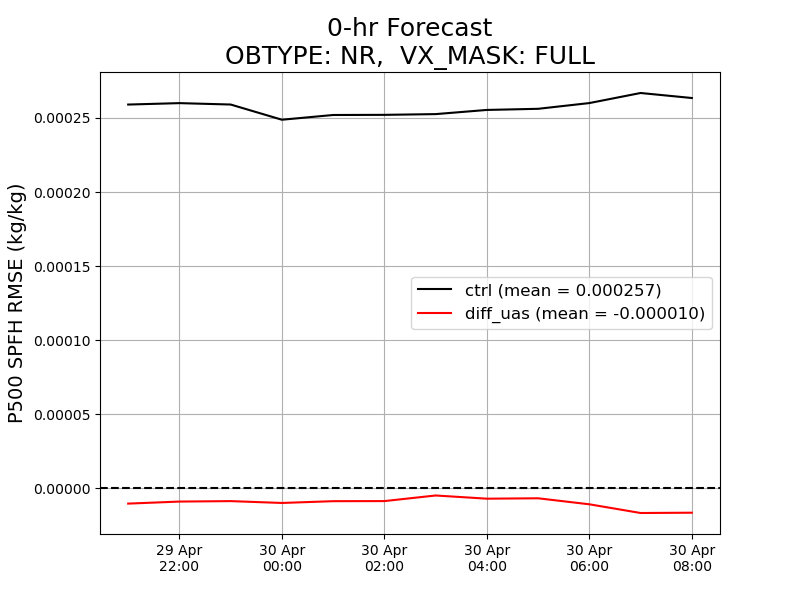 0-hr Forecast
OBTYPE: NR,  VX_MASK: FULL
P500 SPFH RMSE (kg/kg)
0.00025
0.00020
0.00015
0.00010
0.00005
0.00000
ctrl (mean = 0.000257)
diff_uas (mean = -0.000010)
29 Apr
22:00
30 Apr
00:00
30 Apr
02:00
30 Apr
04:00
30 Apr
06:00
30 Apr
08:00